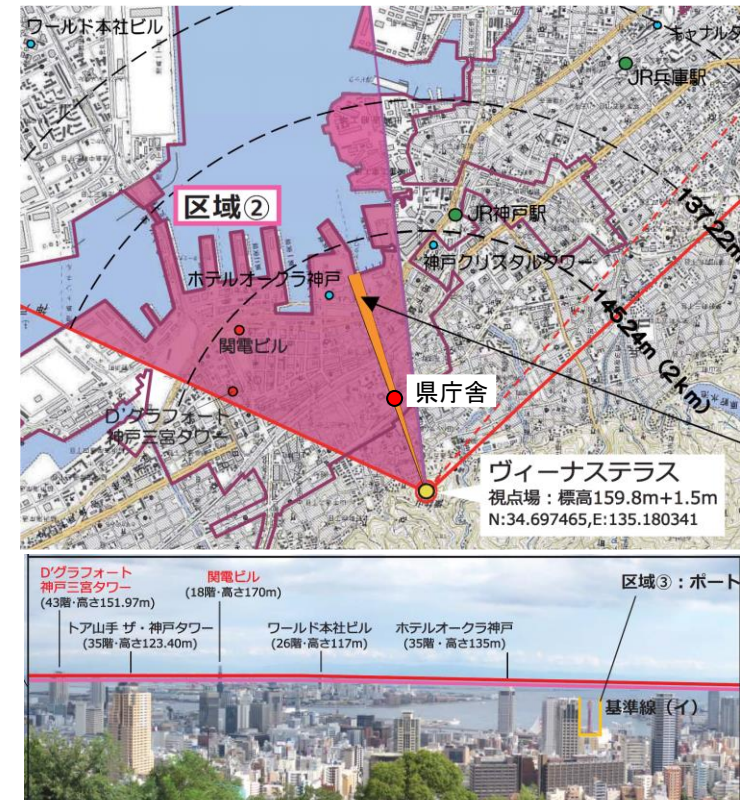 ワールド本社ビル
キャナルタ
JR兵庫駅
区域②
JR神戸駅
13722m
ホテルオークラ神戸
神戸クリスタルタワー
関電ビル
14524m（2km）
県庁舎
D'グラフォート
神戸三宮タワー
ヴィーナステラス
視点場：標高159.8m+1.5m
N:34.697465,E:135.180341
D'グラフォート
神戸三宮タワー
(43階・高さ151.97m)
関電ビル
(18階・高さ170m)
区域③：ポート
トア山手 ザ・神戸タワー
(35階・高さ123.40m)
ワールド本社ビル
(26階・高さ117m)
ホテルオークラ神戸
(35階・高さ135m)
基準線（イ）